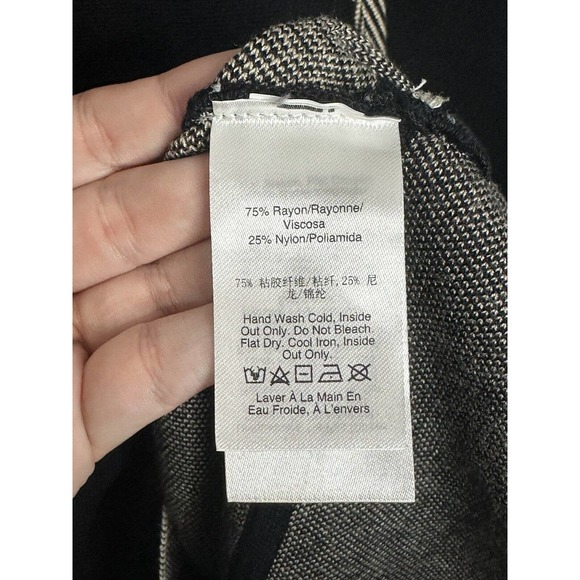 75% Rayon/Rayonne/
Viscosa
25% Nylon/Poliamida
75% 粘胶纤维/粘纤, 25% 尼
龙/锦纶
Hand Wash Cold, Inside
Out Only. Do Not Bleach.
Flat Dry. Cool Iron, Inside
Out Only.
Laver À La Main En
Eau Froide, À L'envers